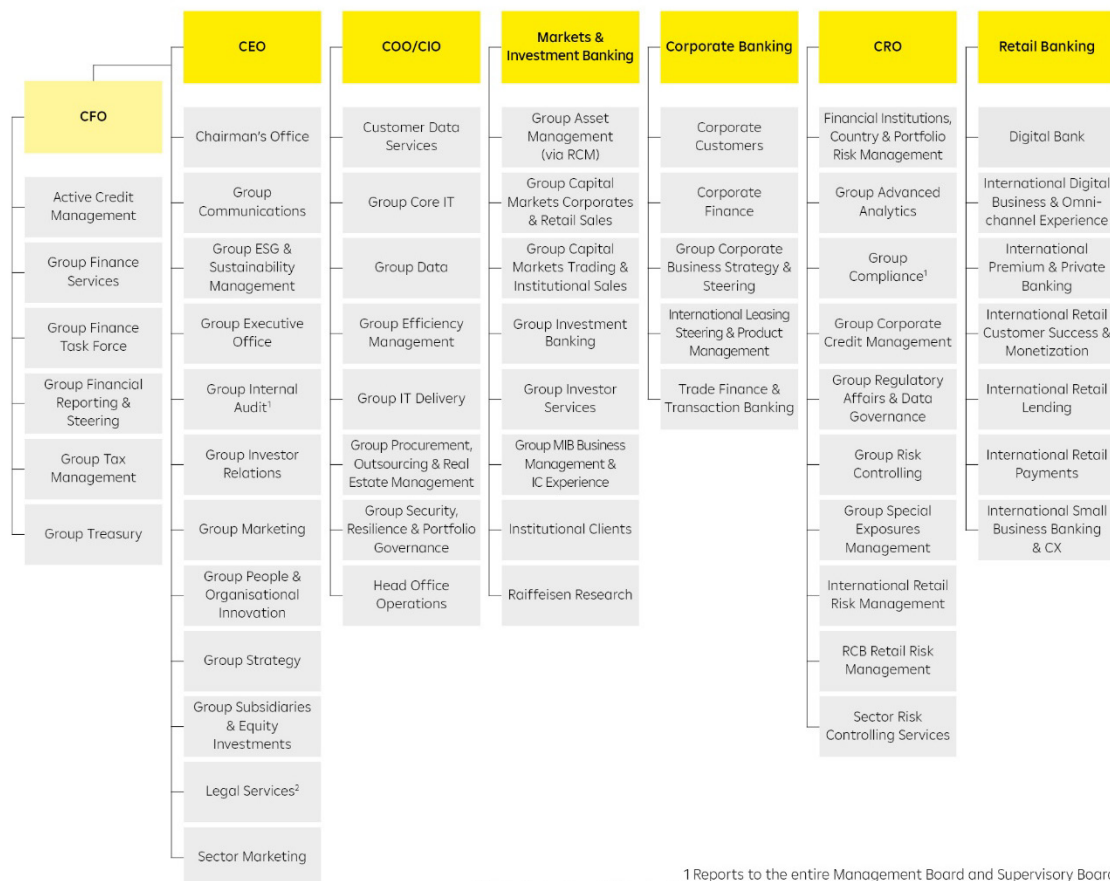 CEO
COO/CIO
Markets &
Investment Banking
Corporate Banking
CRO
Retail Banking
CFO
Active Credit
Management
Group Finance
Services
Group Finance
Task Force
Group Financial
Reporting &
Steering
Group Tax
Management
Group Treasury
Chairman's Office
Group
Communications
Group ESG &
Sustainability
Management
Group Executive
Office
Group Internal
Audit¹
Group Investor
Relations
Group Marketing
Group People &
Organisational
Innovation
Group Strategy
Group Subsidiaries
& Equity
Investments
Legal Services²
Sector Marketing
Customer Data
Services
Group Core IT
Group Data
Group Efficiency
Management
Group IT Delivery
Group Procurement,
Outsourcing & Real
Estate Management
Group Security,
Resilience & Portfolio
Governance
Head Office
Operations
Group Asset
Management
(via RCM)
Group Capital
Markets Corporates
& Retail Sales
Group Capital
Markets Trading &
Institutional Sales
Group Investment
Banking
Group Investor
Services
Group MIB Business
Management &
IC Experience
Institutional Clients
Raiffeisen Research
Corporate
Customers
Corporate
Finance
Group Corporate
Business Strategy &
Steering
International Leasing
Steering & Product
Management
Trade Finance &
Transaction Banking
Financial Institutions,
Country & Portfolio
Risk Management
Group Advanced
Analytics
Group
Compliance¹
Group Corporate
Credit Management
Group Regulatory
Affairs & Data
Governance
Group Risk
Controlling
Group Special
Exposures
Management
International Retail
Risk Management
RCB Retail Risk
Management
Sector Risk
Controlling Services
Digital Bank
International Digital
Business & Omni-
channel Experience
International
Premium & Private
Banking
International Retail
Customer Success &
Monetization
International Retail
Lending
International Retail
Payments
International Small
Business Banking
& CX
1 Reports to the entire Management Board and Supervisory Board